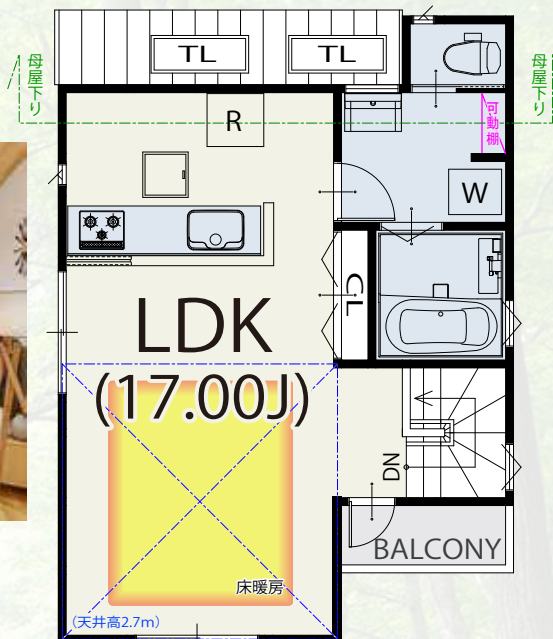 TL
TL
母屋下り
母屋下り
R
可動棚
W
CL
LDK
(17.00J)
DN
BALCONY
床暖房
(天井高2.7m)